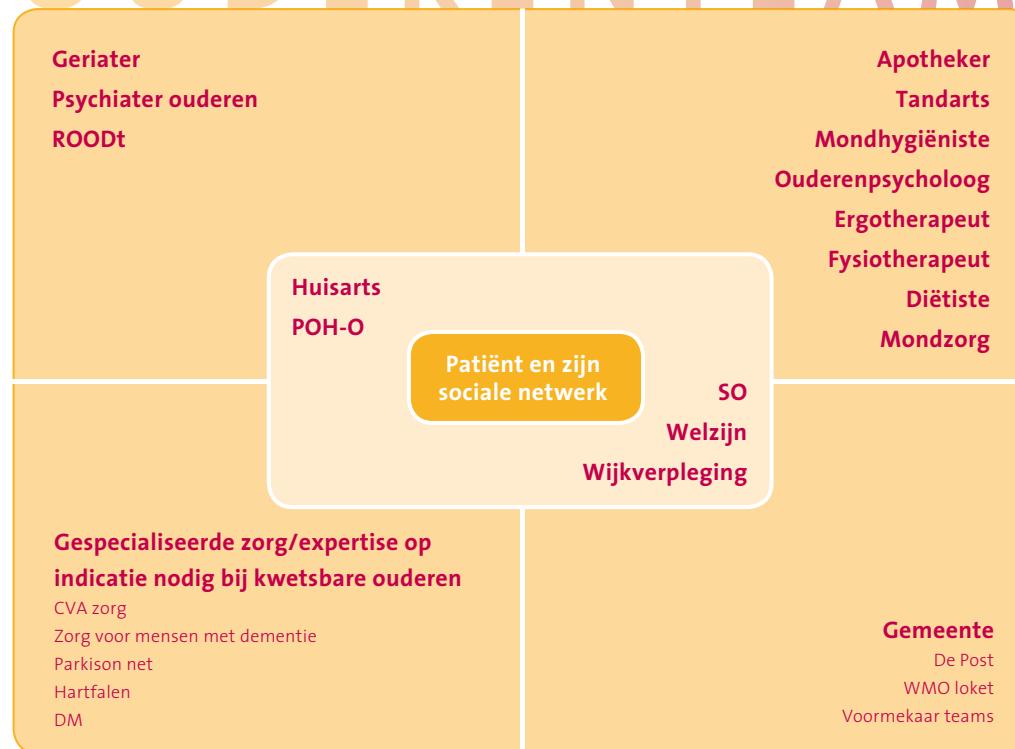 OUDERENTEAM
Geriater
Psychiater ouderen
ROODt
Apotheker
Tandarts
Mondhygiëniste
Ouderenpsycholoog
Ergotherapeut
Fysiotherapeut
Diëtiste
Mondzorg
Huisarts
POH-O
Patiënt en zijn
sociale netwerk
SO
Welzijn
Wijkverpleging
Gespecialiseerde zorg/expertise op
indicatie nodig bij kwetsbare ouderen
CVA zorg
Zorg voor mensen met dementie
Parkison net
Hartfalen
DM
Gemeente
De Post
WMO loket
Voormekaar teams